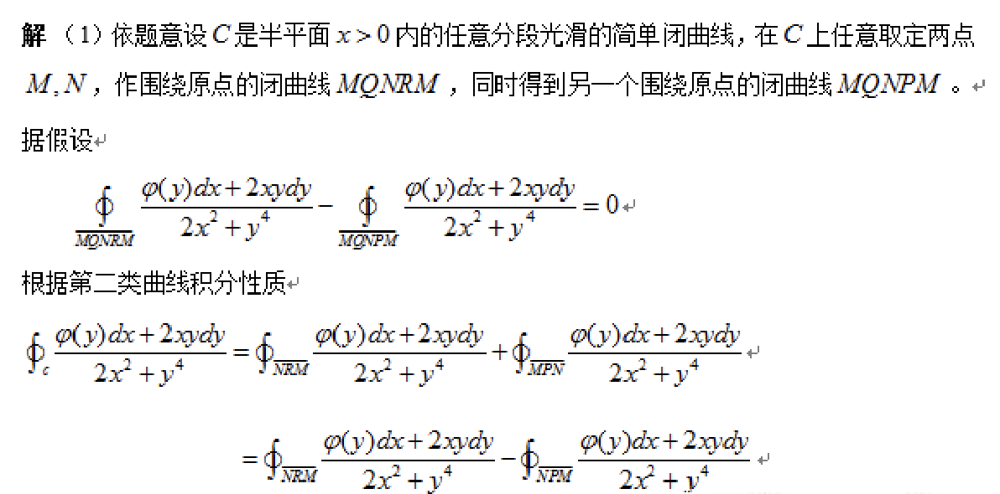 解 （1）依题意设 C 是半平面 x > 0 内的任意分段光滑的简单闭曲线，在 C 上任意取定两点
M, N ，作围绕原点的闭曲线 MQNRM ，同时得到另一个围绕原点的闭曲线 MQNPM 。↵
据假设↵
$\oint_{\overline{MQNRM}} \frac{\varphi(y)dx+2xydy}{2x^2+y^4} - \oint_{\overline{MQNPM}} \frac{\varphi(y)dx+2xydy}{2x^2+y^4} = 0$↵
根据第二类曲线积分性质↵
$\oint_c \frac{\varphi(y)dx+2xydy}{2x^2+y^4} = \oint_{\overline{NRM}} \frac{\varphi(y)dx+2xydy}{2x^2+y^4} + \oint_{\overline{MPN}} \frac{\varphi(y)dx+2xydy}{2x^2+y^4}$↵
$= \oint_{\overline{NRM}} \frac{\varphi(y)dx+2xydy}{2x^2+y^4} - \oint_{\overline{NPM}} \frac{\varphi(y)dx+2xydy}{2x^2+y^4}$↵